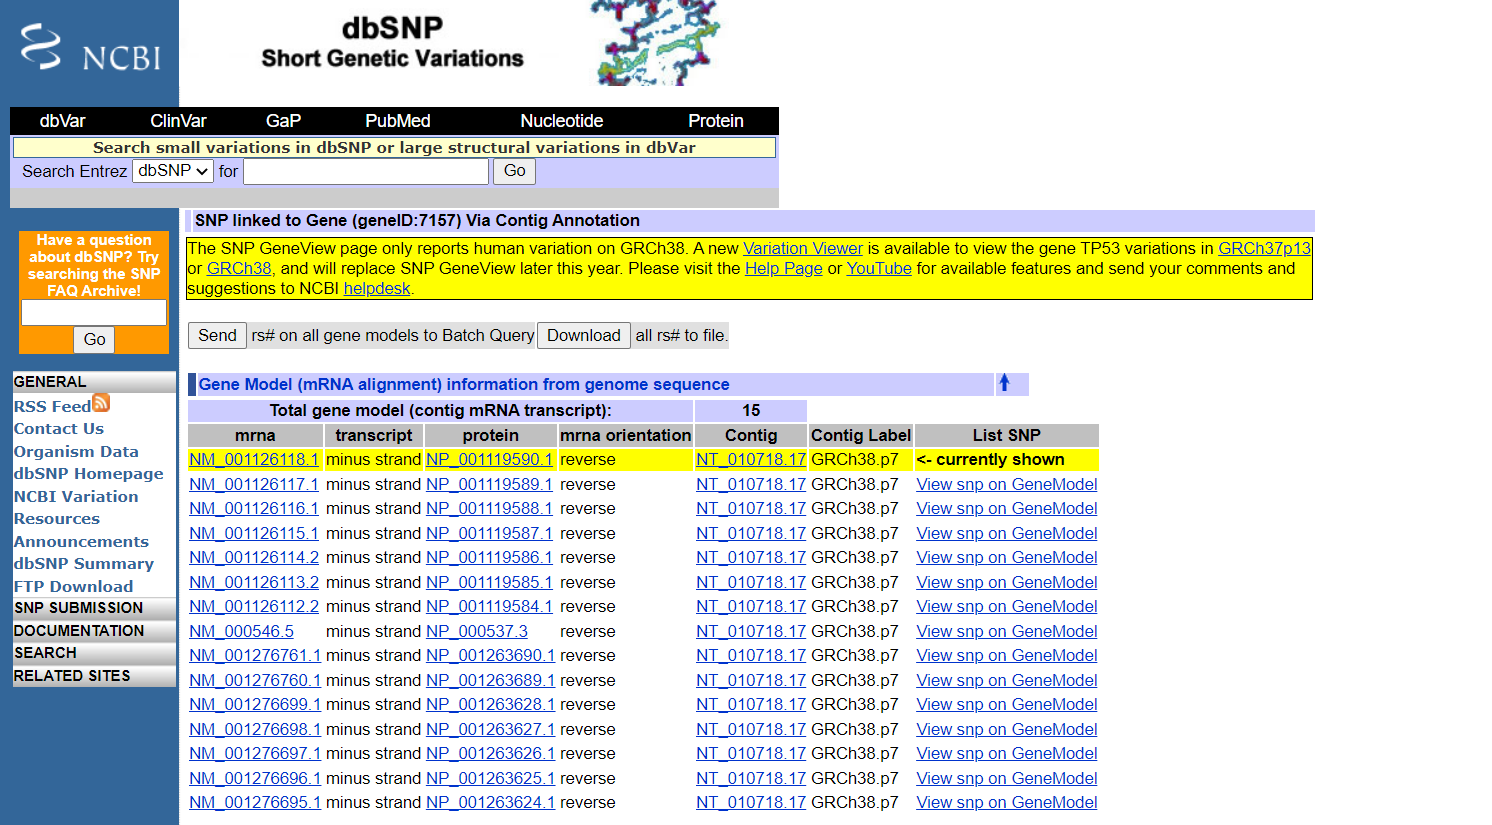 NCBI
dbSNP
Short Genetic Variations
dbVar ClinVar GaP PubMed Nucleotide Protein
Search small variations in dbSNP or large structural variations in dbVar
Search Entrez dbSNP for Go
Have a question
about dbSNP? Try
searching the SNP
FAQ Archive!
Go
GENERAL
RSS Feed
Contact Us
Organism Data
dbSNP Homepage
NCBI Variation
Resources
Announcements
dbSNP Summary
FTP Download
SNP SUBMISSION
DOCUMENTATION
SEARCH
RELATED SITES
SNP linked to Gene (geneID:7157) Via Contig Annotation
The SNP GeneView page only reports human variation on GRCh38. A new Variation Viewer is available to view the gene TP53 variations in GRCh37p13
or GRCh38, and will replace SNP GeneView later this year. Please visit the Help Page or YouTube for available features and send your comments and
suggestions to NCBI helpdesk.
Send rs# on all gene models to Batch Query Download all rs# to file.
Gene Model (mRNA alignment) information from genome sequence
Total gene model (contig mRNA transcript): 15
mrna transcript protein mrna orientation Contig Contig Label List SNP
NM_001126118.1 minus strand NP_001119590.1 reverse NT_010718.17 GRCh38.p7 <- currently shown
NM_001126117.1 minus strand NP_001119589.1 reverse NT_010718.17 GRCh38.p7 View snp on GeneModel
NM_001126116.1 minus strand NP_001119588.1 reverse NT_010718.17 GRCh38.p7 View snp on GeneModel
NM_001126115.1 minus strand NP_001119587.1 reverse NT_010718.17 GRCh38.p7 View snp on GeneModel
NM_001126114.2 minus strand NP_001119586.1 reverse NT_010718.17 GRCh38.p7 View snp on GeneModel
NM_001126113.2 minus strand NP_001119585.1 reverse NT_010718.17 GRCh38.p7 View snp on GeneModel
NM_001126112.2 minus strand NP_001119584.1 reverse NT_010718.17 GRCh38.p7 View snp on GeneModel
NM_000546.5 minus strand NP_000537.3 reverse NT_010718.17 GRCh38.p7 View snp on GeneModel
NM_001276761.1 minus strand NP_001263690.1 reverse NT_010718.17 GRCh38.p7 View snp on GeneModel
NM_001276760.1 minus strand NP_001263689.1 reverse NT_010718.17 GRCh38.p7 View snp on GeneModel
NM_001276699.1 minus strand NP_001263628.1 reverse NT_010718.17 GRCh38.p7 View snp on GeneModel
NM_001276698.1 minus strand NP_001263627.1 reverse NT_010718.17 GRCh38.p7 View snp on GeneModel
NM_001276697.1 minus strand NP_001263626.1 reverse NT_010718.17 GRCh38.p7 View snp on GeneModel
NM_001276696.1 minus strand NP_001263625.1 reverse NT_010718.17 GRCh38.p7 View snp on GeneModel
NM_001276695.1 minus strand NP_001263624.1 reverse NT_010718.17 GRCh38.p7 View snp on GeneModel